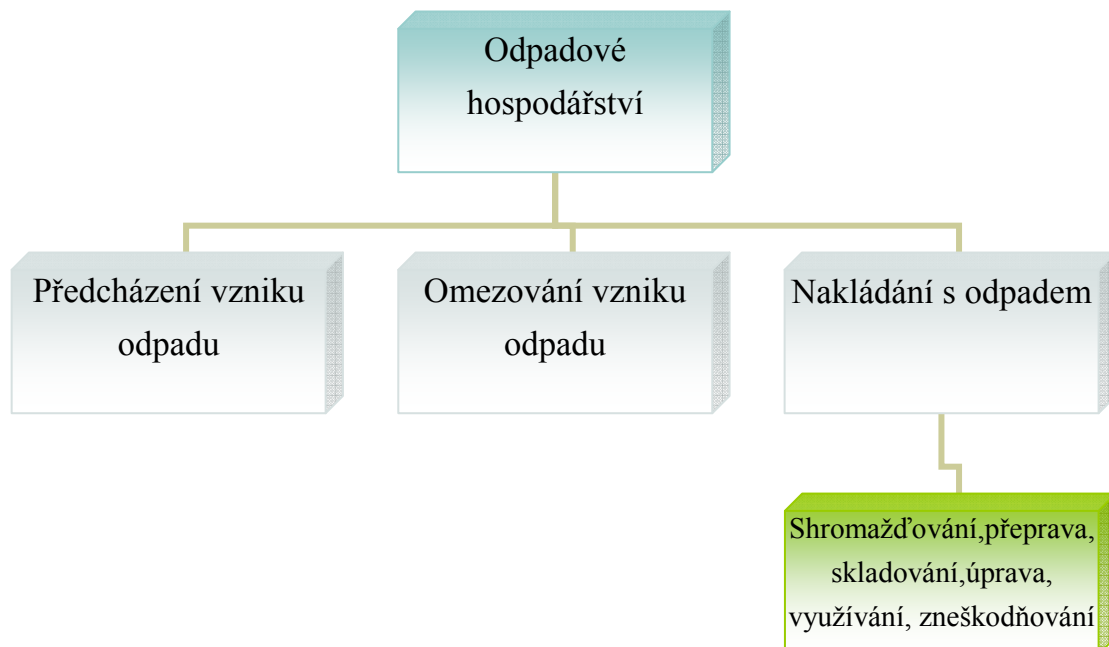 Odpadové
hospodářství
Předcházení vzniku
odpadu
Omezování vzniku
odpadu
Nakládání s odpadem
Shromažďování,přeprava,
skladování,úprava,
využívání, zneškodňování